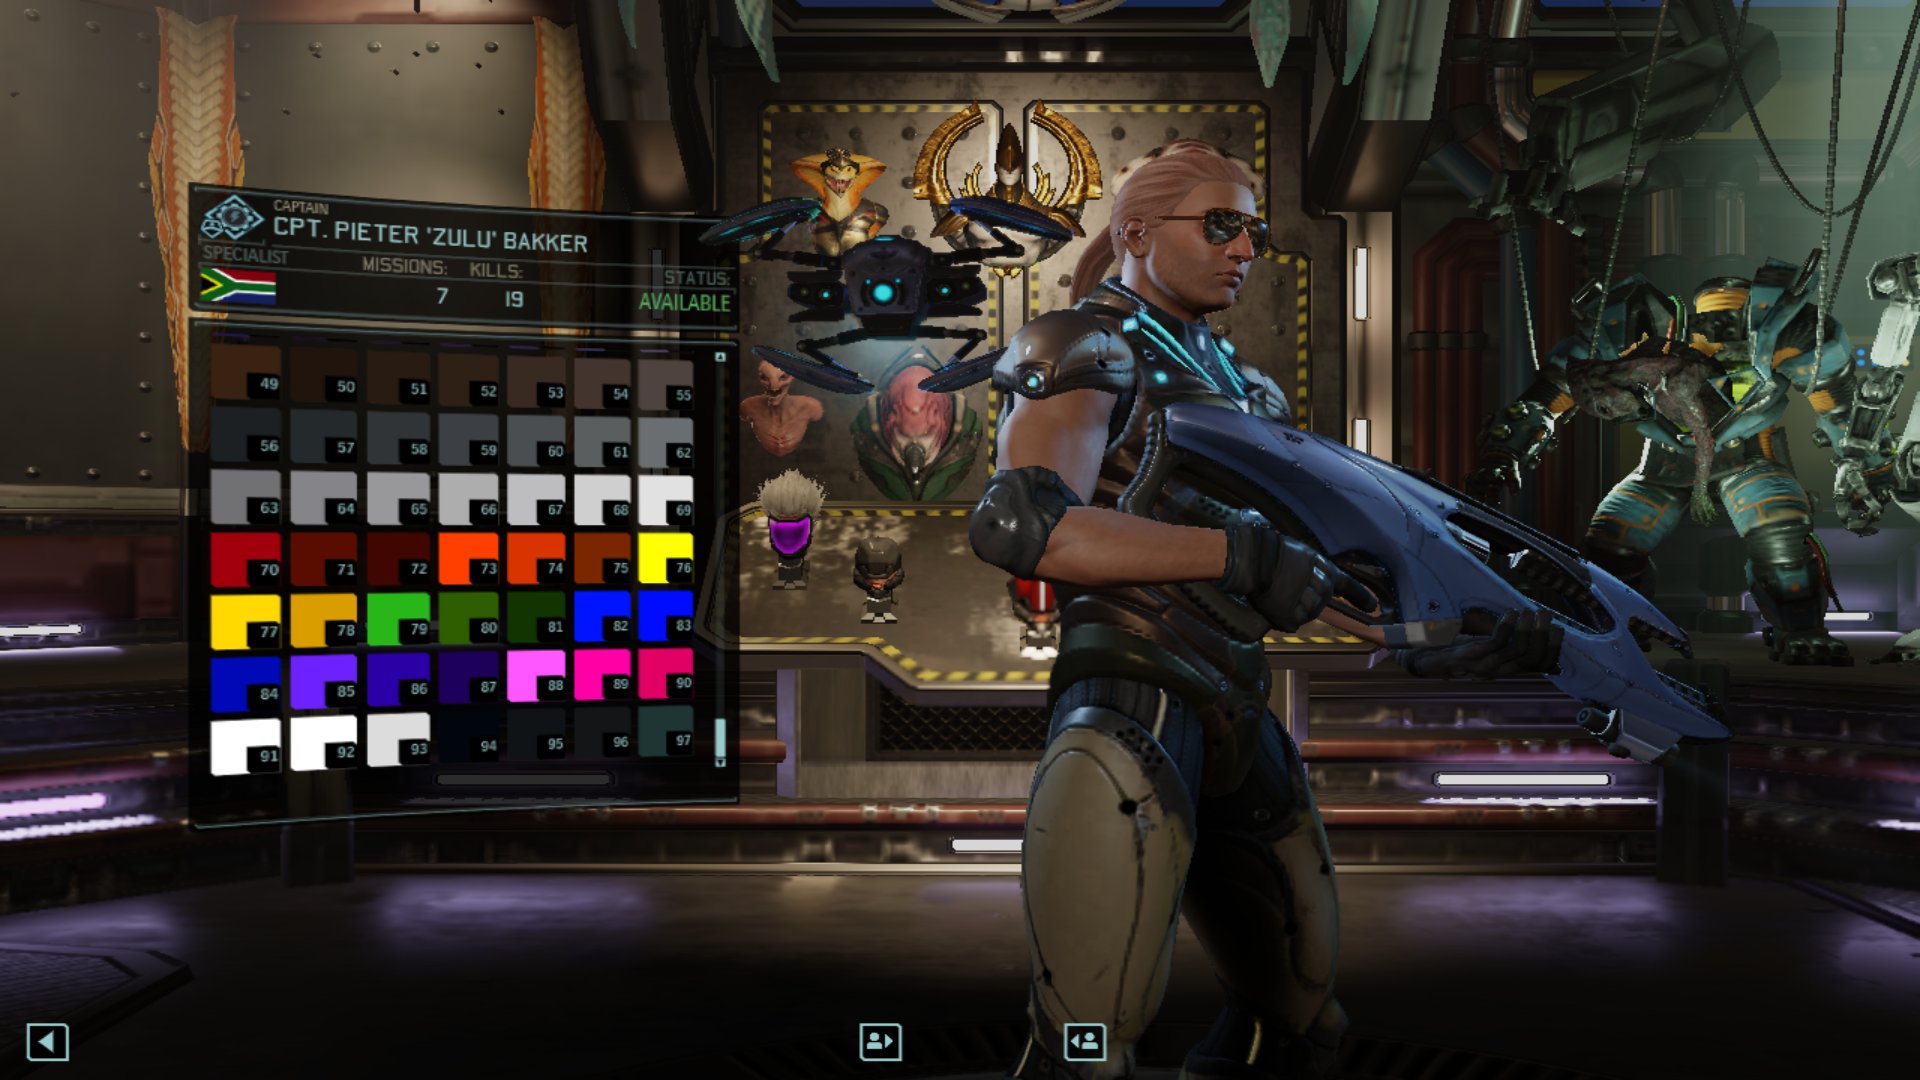 CAPTAIN
CPT. PIETER 'ZULU' BAKKER
SPECIALIST
MISSIONS: KILLS: STATUS:
7 19 AVAILABLE
49 50 51 52 53 54 55
56 57 58 59 60 61 62
63 64 65 66 67 68 69
70 71 72 73 74 75 76
77 78 79 80 81 82 83
84 85 86 87 88 89 90
91 92 93 94 95 96 97